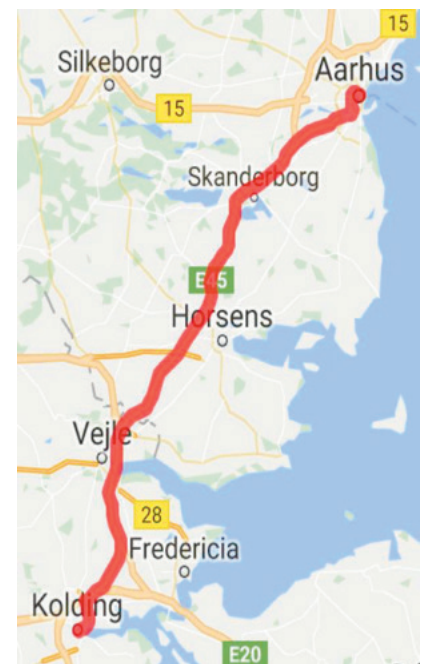 15
Silkeborg
Aarhus
15
Skanderborg
E45
Horsens
Vejle
28
Fredericia
Kolding
E20